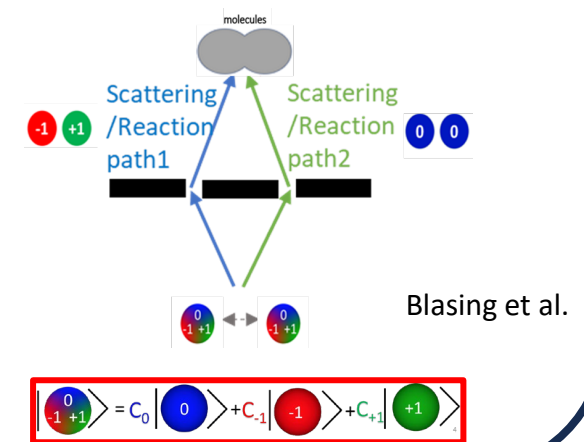 molecules
Scattering
/Reaction
path1
Scattering
/Reaction
path2
-1 +1
0 0
0
-1 +1
0
-1 +1
Blasing et al.
|0 -1 +1> = C₀|0>+C₋₁|-1>+C₊₁|+1>
4